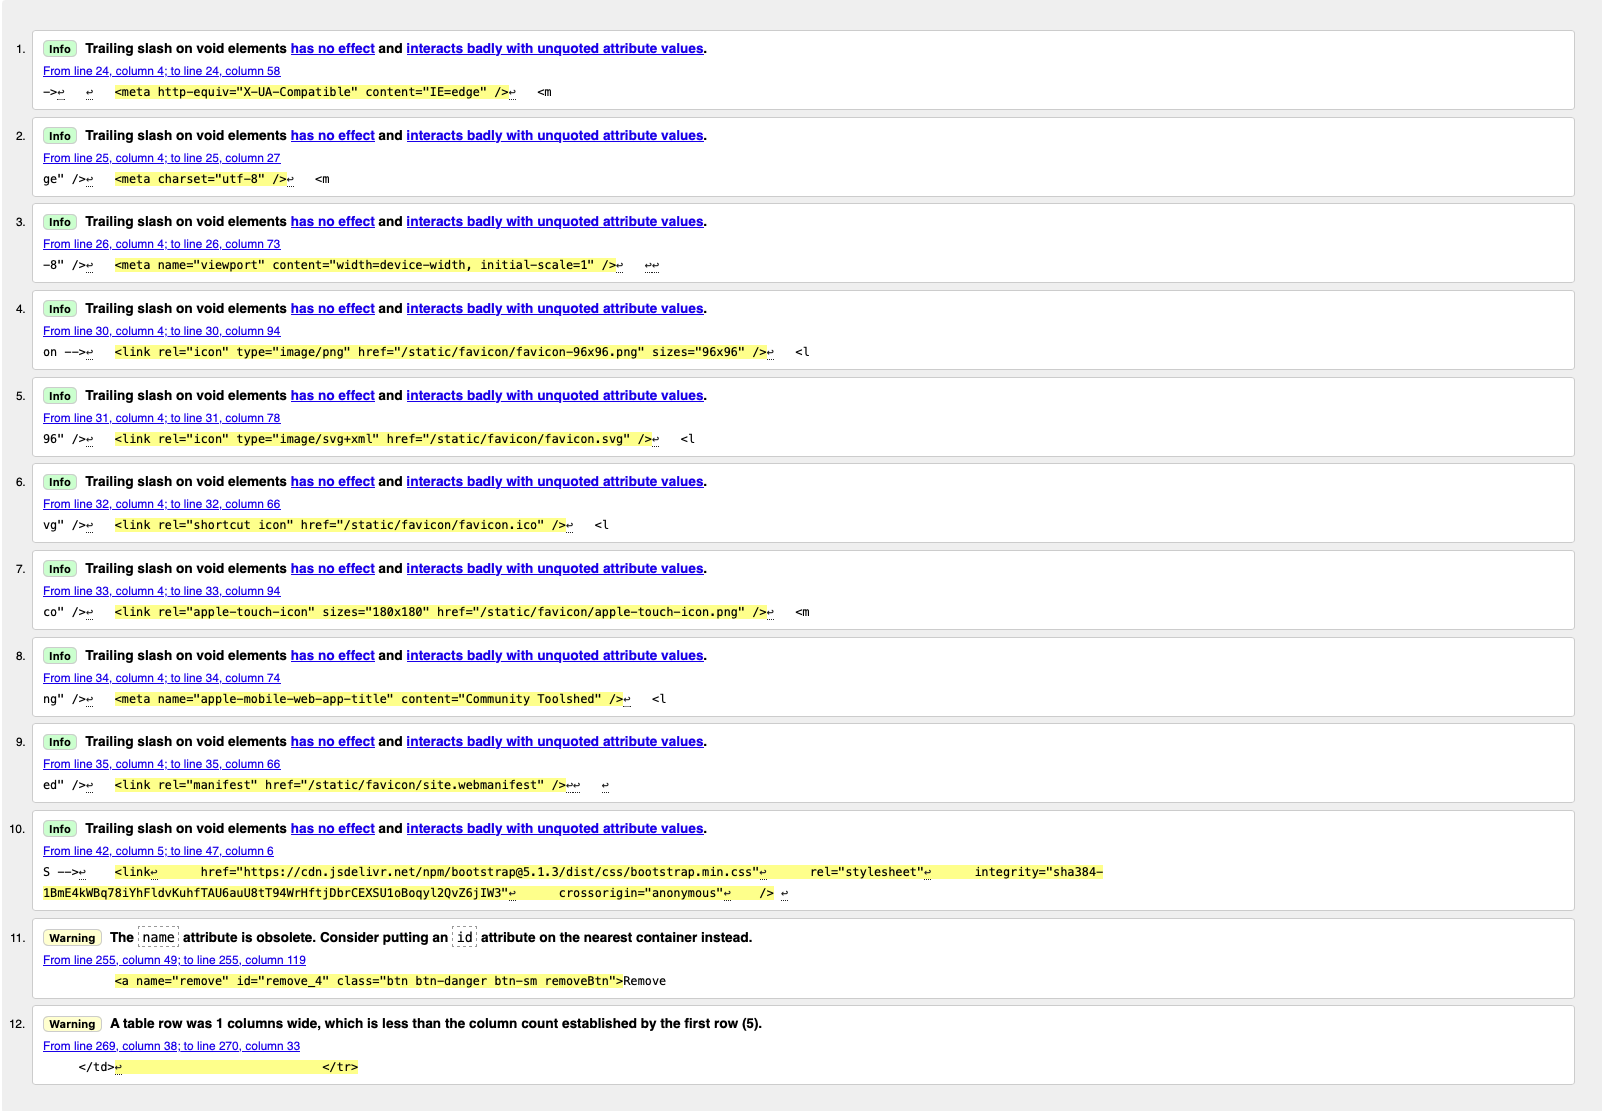 1. Info Trailing slash on void elements has no effect and interacts badly with unquoted attribute values.
From line 24, column 4; to line 24, column 58
–>↩   ↩   <meta http-equiv="X-UA-Compatible" content="IE=edge" />↩   <m
2. Info Trailing slash on void elements has no effect and interacts badly with unquoted attribute values.
From line 25, column 4; to line 25, column 27
ge" />↩   <meta charset="utf-8" />↩   <m
3. Info Trailing slash on void elements has no effect and interacts badly with unquoted attribute values.
From line 26, column 4; to line 26, column 73
-8" />↩   <meta name="viewport" content="width=device-width, initial-scale=1" />↩   ↩↩
4. Info Trailing slash on void elements has no effect and interacts badly with unquoted attribute values.
From line 30, column 4; to line 30, column 94
on -->↩   <link rel="icon" type="image/png" href="/static/favicon/favicon-96x96.png" sizes="96x96" />↩   <l
5. Info Trailing slash on void elements has no effect and interacts badly with unquoted attribute values.
From line 31, column 4; to line 31, column 78
96" />↩   <link rel="icon" type="image/svg+xml" href="/static/favicon/favicon.svg" />↩   <l
6. Info Trailing slash on void elements has no effect and interacts badly with unquoted attribute values.
From line 32, column 4; to line 32, column 66
vg" />↩   <link rel="shortcut icon" href="/static/favicon/favicon.ico" />↩   <l
7. Info Trailing slash on void elements has no effect and interacts badly with unquoted attribute values.
From line 33, column 4; to line 33, column 94
co" />↩   <link rel="apple-touch-icon" sizes="180x180" href="/static/favicon/apple-touch-icon.png" />↩   <m
8. Info Trailing slash on void elements has no effect and interacts badly with unquoted attribute values.
From line 34, column 4; to line 34, column 74
ng" />↩   <meta name="apple-mobile-web-app-title" content="Community Toolshed" />↩   <l
9. Info Trailing slash on void elements has no effect and interacts badly with unquoted attribute values.
From line 35, column 4; to line 35, column 66
ed" />↩   <link rel="manifest" href="/static/favicon/site.webmanifest" />↩↩   ↩
10. Info Trailing slash on void elements has no effect and interacts badly with unquoted attribute values.
From line 42, column 5; to line 47, column 6
S -->↩    <link↩      href="https://cdn.jsdelivr.net/npm/bootstrap@5.1.3/dist/css/bootstrap.min.css"↩      rel="stylesheet"↩      integrity="sha384-
1BmE4kWBq78iYhFldvKuhfTAU6auU8tT94WrHftjDbrCEXSU1oBoqyl2QvZ6jIW3"↩      crossorigin="anonymous"↩    /> ↩
11. Warning The name attribute is obsolete. Consider putting an id attribute on the nearest container instead.
From line 255, column 49; to line 255, column 119
<a name="remove" id="remove_4" class="btn btn-danger btn-sm removeBtn">Remove
12. Warning A table row was 1 columns wide, which is less than the column count established by the first row (5).
From line 269, column 38; to line 270, column 33
</td>↩                            </tr>